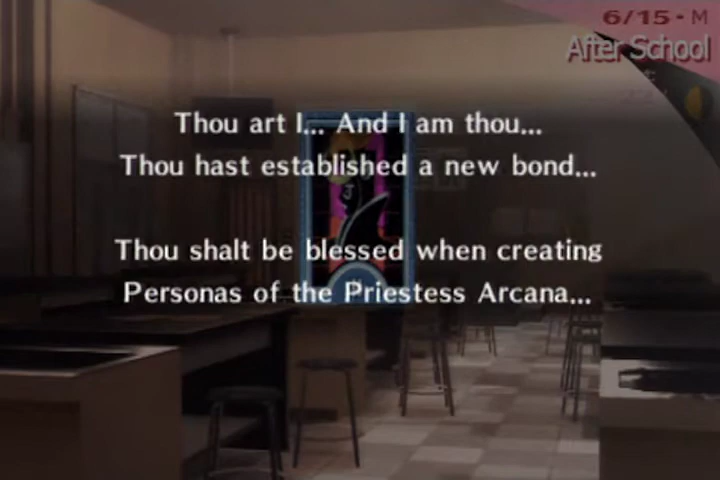 6/15 - M
After School
Thou art I... And I am thou...
Thou hast established a new bond...
Thou shalt be blessed when creating
Personas of the Priestess Arcana...